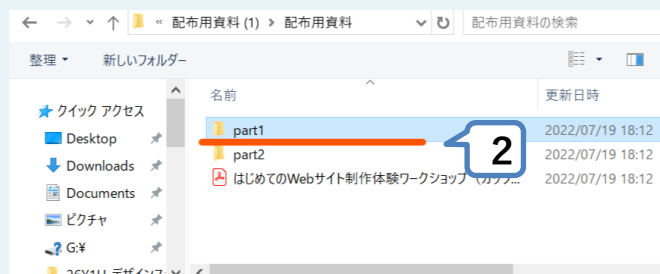 « 配布用資料 (1) > 配布用資料
配布用資料の検索
整理
新しいフォルダー
名前
更新日時
クイック アクセス
Desktop
Downloads
Documents
ピクチャ
G:¥
part1
2022/07/19 18:12
part2
2022/07/19 18:12
はじめてのWebサイト制作体験ワークショップ
2022/07/19 18:12
2